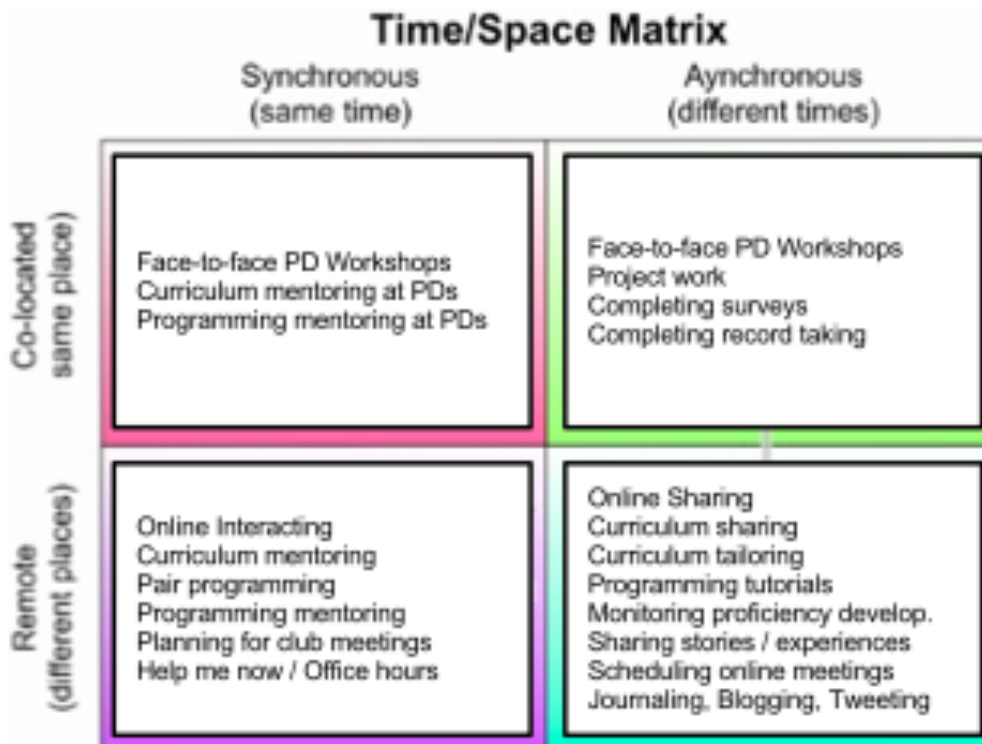 Time/Space Matrix
Synchronous
(same time)
Aynchronous
(different times)
Co-located
same place)
Face-to-face PD Workshops
Curriculum mentoring at PDs
Programming mentoring at PDs
Face-to-face PD Workshops
Project work
Completing surveys
Completing record taking
Remote
(different places)
Online Interacting
Curriculum mentoring
Pair programming
Programming mentoring
Planning for club meetings
Help me now / Office hours
Online Sharing
Curriculum sharing
Curriculum tailoring
Programming tutorials
Monitoring proficiency develop.
Sharing stories / experiences
Scheduling online meetings
Journaling, Blogging, Tweeting